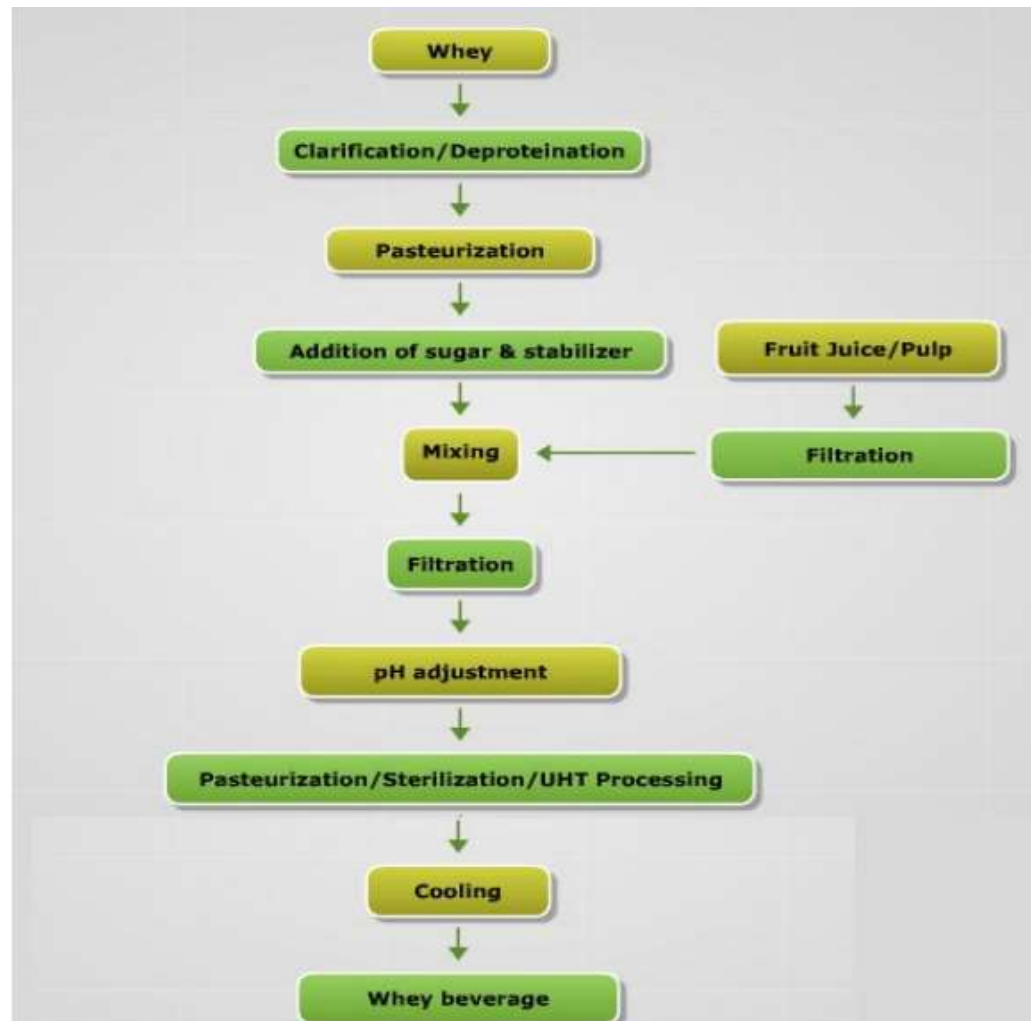 Whey
Clarification/Deproteination
Pasteurization
Addition of sugar & stabilizer
Fruit Juice/Pulp
Mixing
Filtration
Filtration
pH adjustment
Pasteurization/Sterilization/UHT Processing
Cooling
Whey beverage